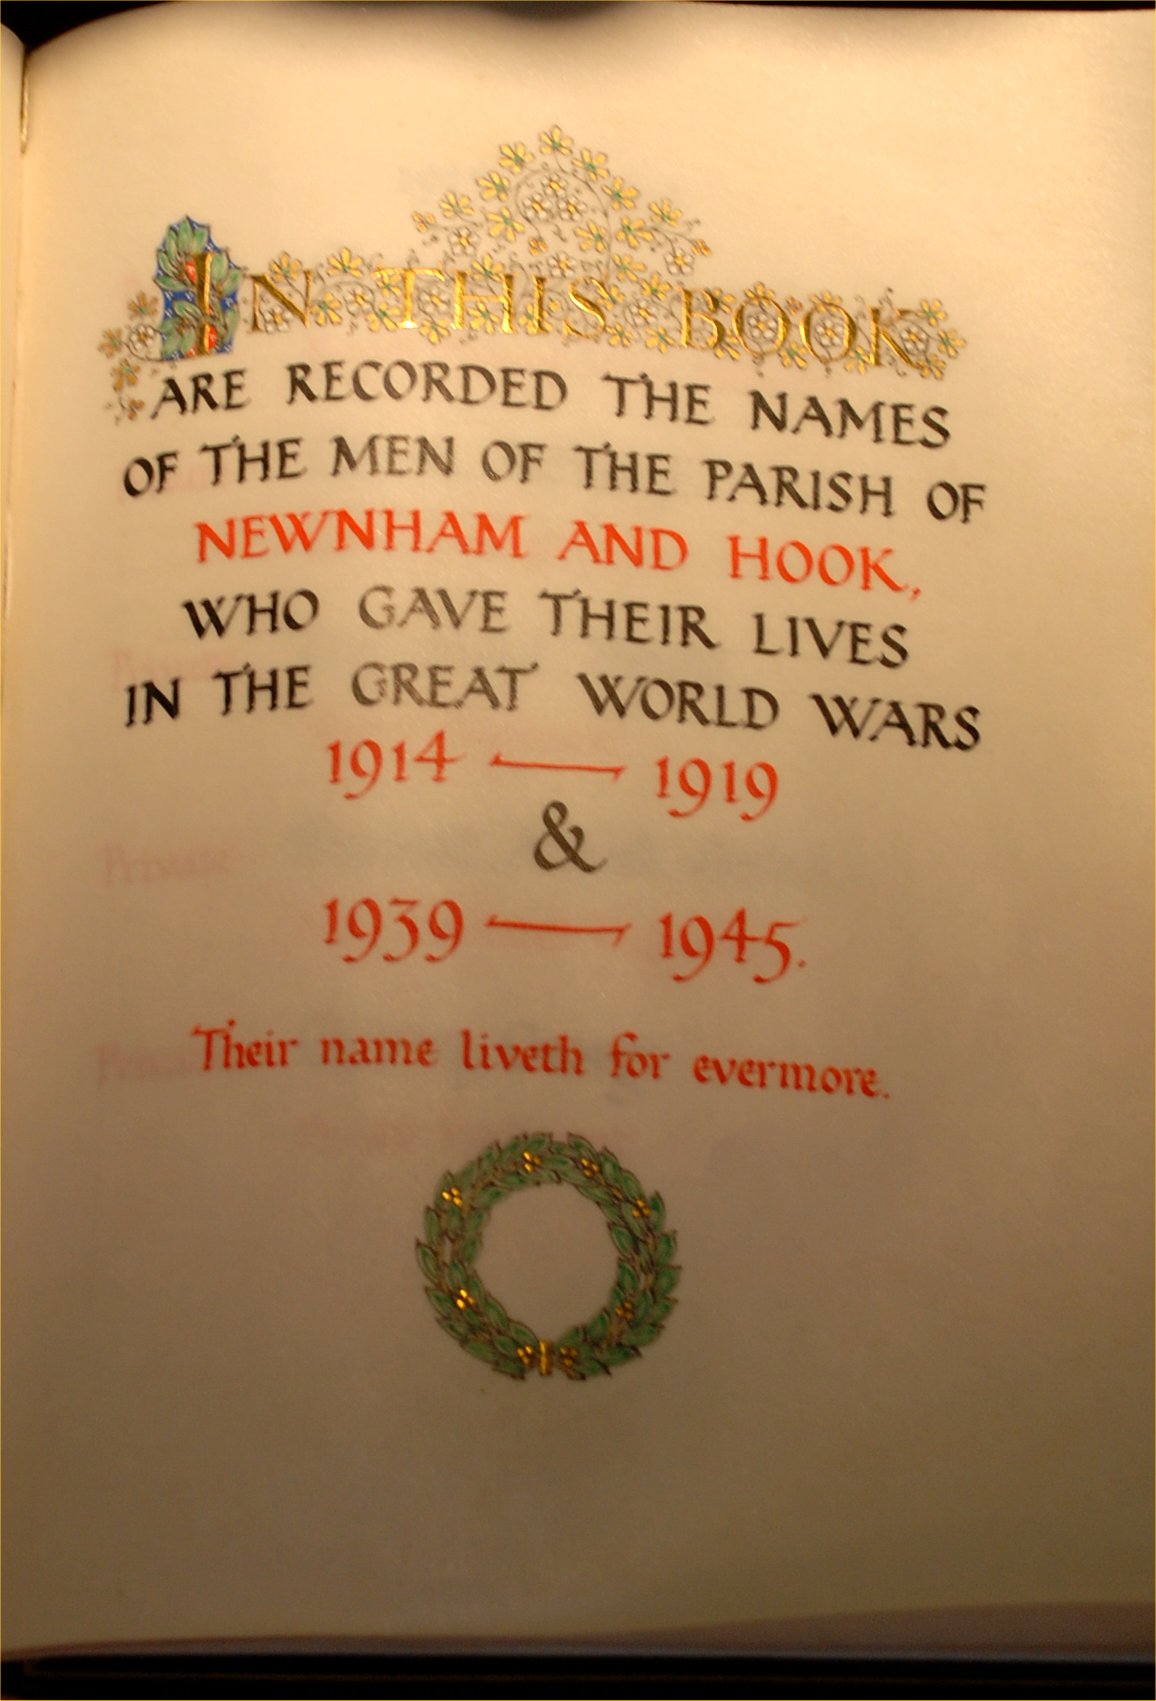 IN THIS BOOK
ARE RECORDED THE NAMES
OF THE MEN OF THE PARISH OF
NEWNHAM AND HOOK,
WHO GAVE THEIR LIVES
IN THE GREAT WORLD WARS
1914 — 1919
&
1939 — 1945.
Private
Their name liveth for evermore.